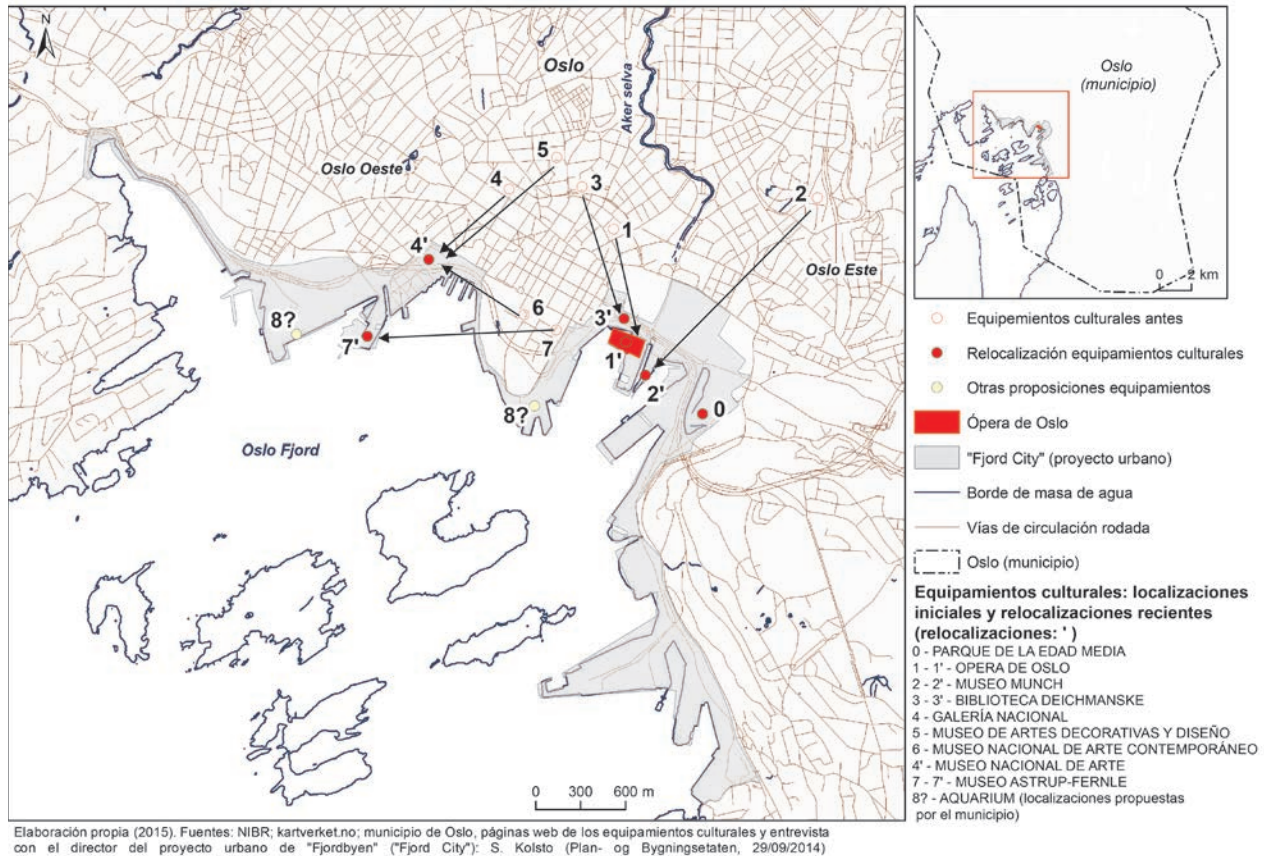 N
Oslo
Aker selva
Oslo Oeste
5
4
3
2
1
4'
Oslo Este
6
3'
8?
7'
7
1'
2'
8?
0
Oslo Fjord
0 300 600 m
Oslo
(municipio)
0 2 km
Equipemientos culturales antes
Relocalización equipamientos culturales
Otras proposiciones equipamientos
Ópera de Oslo
"Fjord City" (proyecto urbano)
Borde de masa de agua
Vías de circulación rodada
Oslo (municipio)
Equipamientos culturales: localizaciones
iniciales y relocalizaciones recientes
(relocalizaciones: ' )
0 - PARQUE DE LA EDAD MEDIA
1 - 1' - OPERA DE OSLO
2 - 2' - MUSEO MUNCH
3 - 3' - BIBLIOTECA DEICHMANSKE
4 - GALERÍA NACIONAL
5 - MUSEO DE ARTES DECORATIVAS Y DISEÑO
6 - MUSEO NACIONAL DE ARTE CONTEMPORÁNEO
4' - MUSEO NACIONAL DE ARTE
7 - 7' - MUSEO ASTRUP-FERNLE
8? - AQUARIUM (localizaciones propuestas
por el municipio)
Elaboración propia (2015). Fuentes: NIBR; kartverket.no; municipio de Oslo, páginas web de los equipamientos culturales y entrevista
con el director del proyecto urbano de "Fjordbyen" ("Fjord City"): S. Kolsto (Plan- og Bygningsetaten, 29/09/2014)